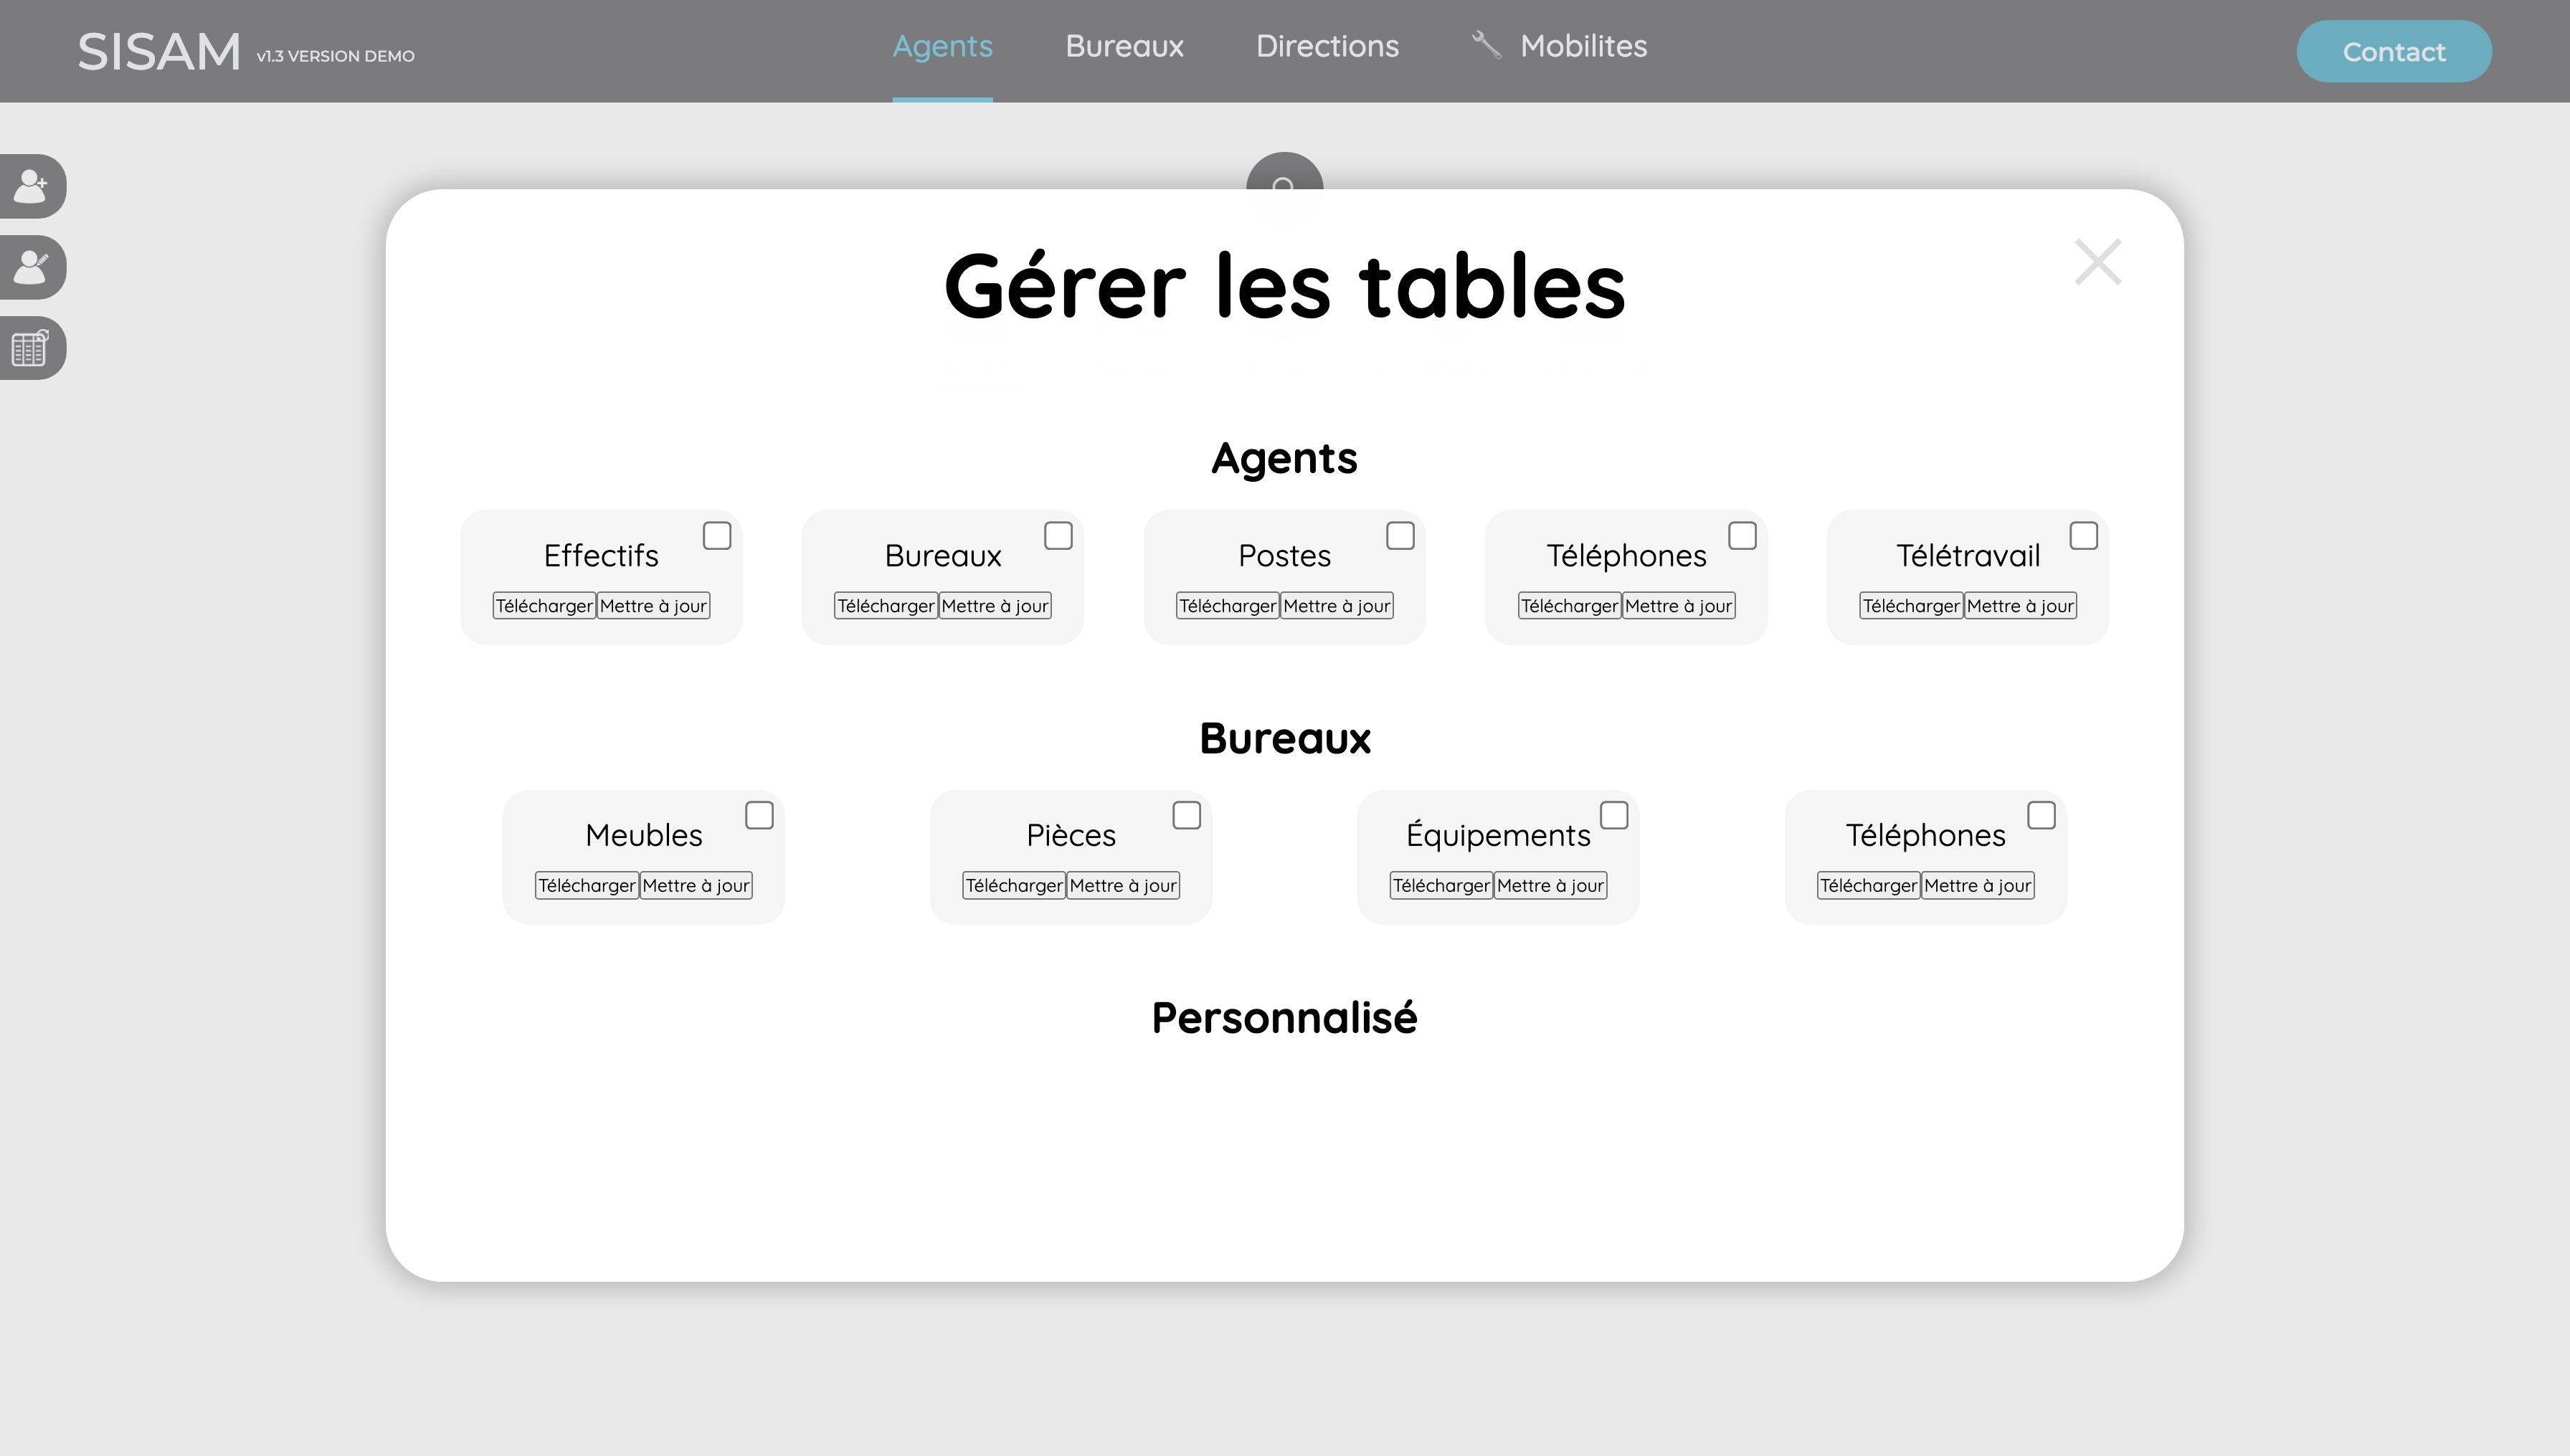 SISAM v1.3 VERSION DEMO
Agents Bureaux Directions Mobilites
Contact
Gérer les tables
Agents
Effectifs Bureaux Postes Téléphones Télétravail
Télécharger Mettre à jour Télécharger Mettre à jour Télécharger Mettre à jour Télécharger Mettre à jour Télécharger Mettre à jour
Bureaux
Meubles Pièces Équipements Téléphones
Télécharger Mettre à jour Télécharger Mettre à jour Télécharger Mettre à jour Télécharger Mettre à jour
Personnalisé